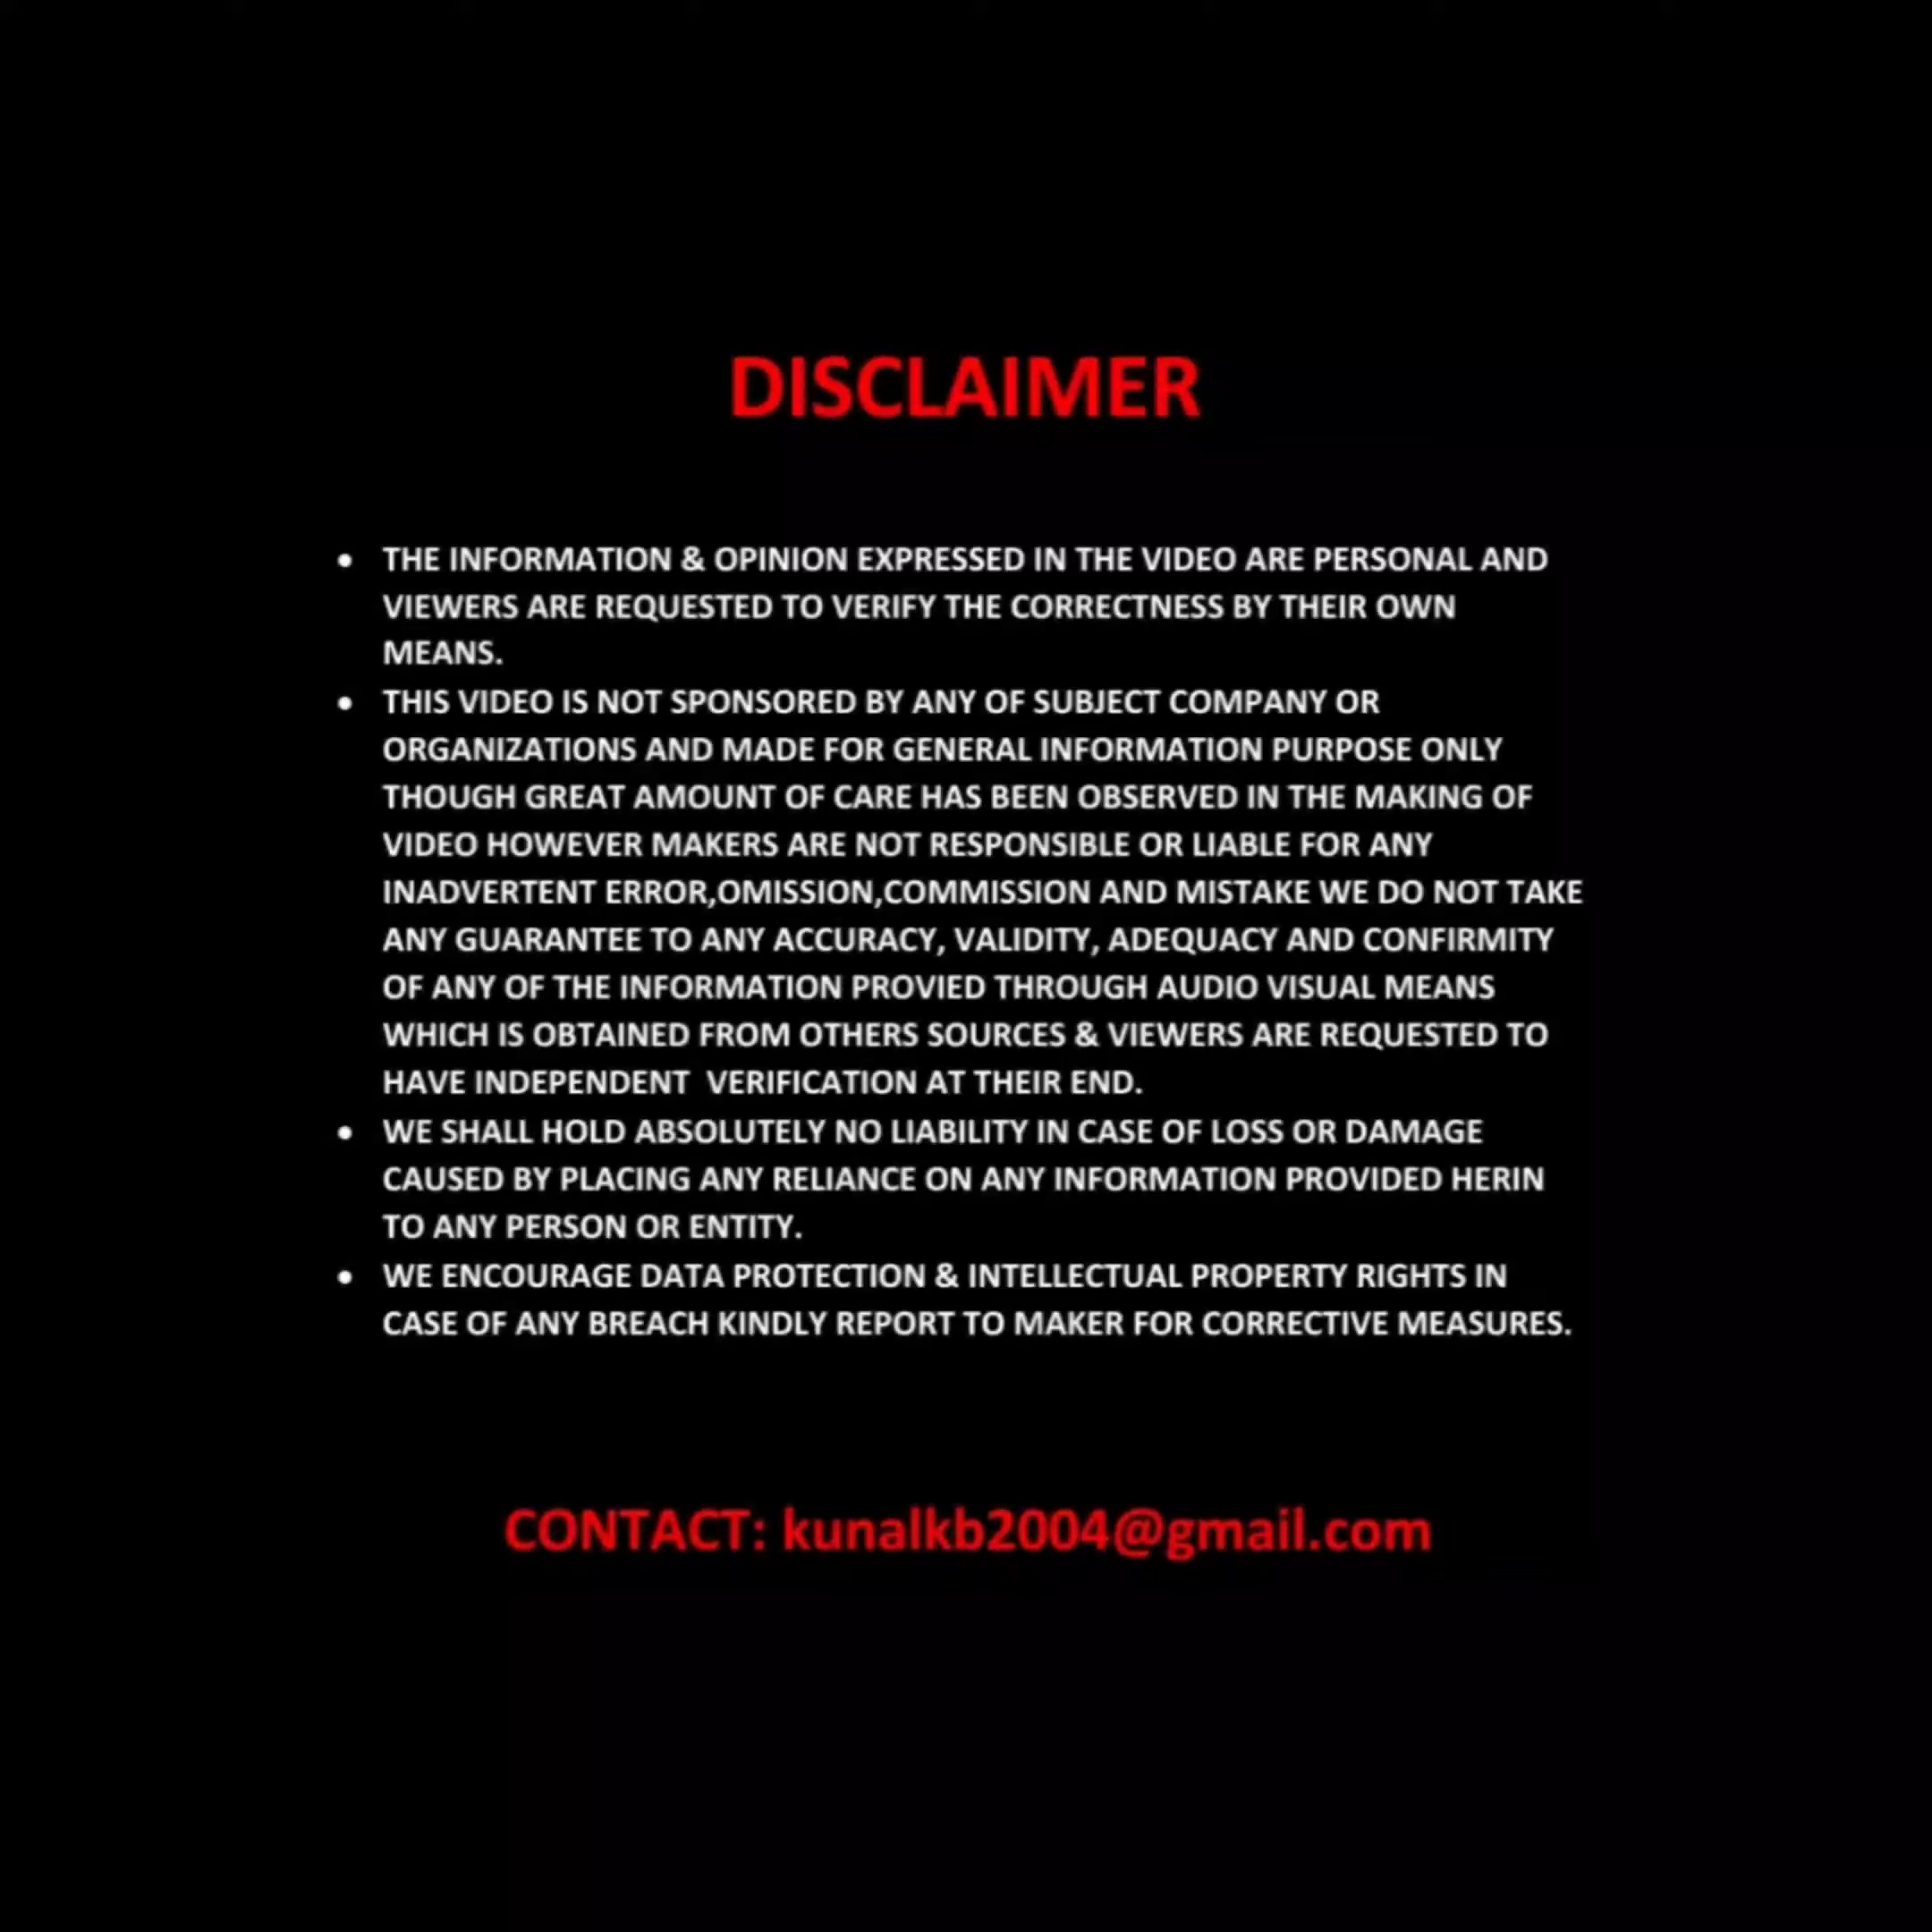 DISCLAIMER
• THE INFORMATION & OPINION EXPRESSED IN THE VIDEO ARE PERSONAL AND
VIEWERS ARE REQUESTED TO VERIFY THE CORRECTNESS BY THEIR OWN
MEANS.
• THIS VIDEO IS NOT SPONSORED BY ANY OF SUBJECT COMPANY OR
ORGANIZATIONS AND MADE FOR GENERAL INFORMATION PURPOSE ONLY
THOUGH GREAT AMOUNT OF CARE HAS BEEN OBSERVED IN THE MAKING OF
VIDEO HOWEVER MAKERS ARE NOT RESPONSIBLE OR LIABLE FOR ANY
INADVERTENT ERROR,OMISSION,COMMISSION AND MISTAKE WE DO NOT TAKE
ANY GUARANTEE TO ANY ACCURACY, VALIDITY, ADEQUACY AND CONFIRMITY
OF ANY OF THE INFORMATION PROVIED THROUGH AUDIO VISUAL MEANS
WHICH IS OBTAINED FROM OTHERS SOURCES & VIEWERS ARE REQUESTED TO
HAVE INDEPENDENT  VERIFICATION AT THEIR END.
• WE SHALL HOLD ABSOLUTELY NO LIABILITY IN CASE OF LOSS OR DAMAGE
CAUSED BY PLACING ANY RELIANCE ON ANY INFORMATION PROVIDED HERIN
TO ANY PERSON OR ENTITY.
• WE ENCOURAGE DATA PROTECTION & INTELLECTUAL PROPERTY RIGHTS IN
CASE OF ANY BREACH KINDLY REPORT TO MAKER FOR CORRECTIVE MEASURES.
CONTACT: kunalkb2004@gmail.com